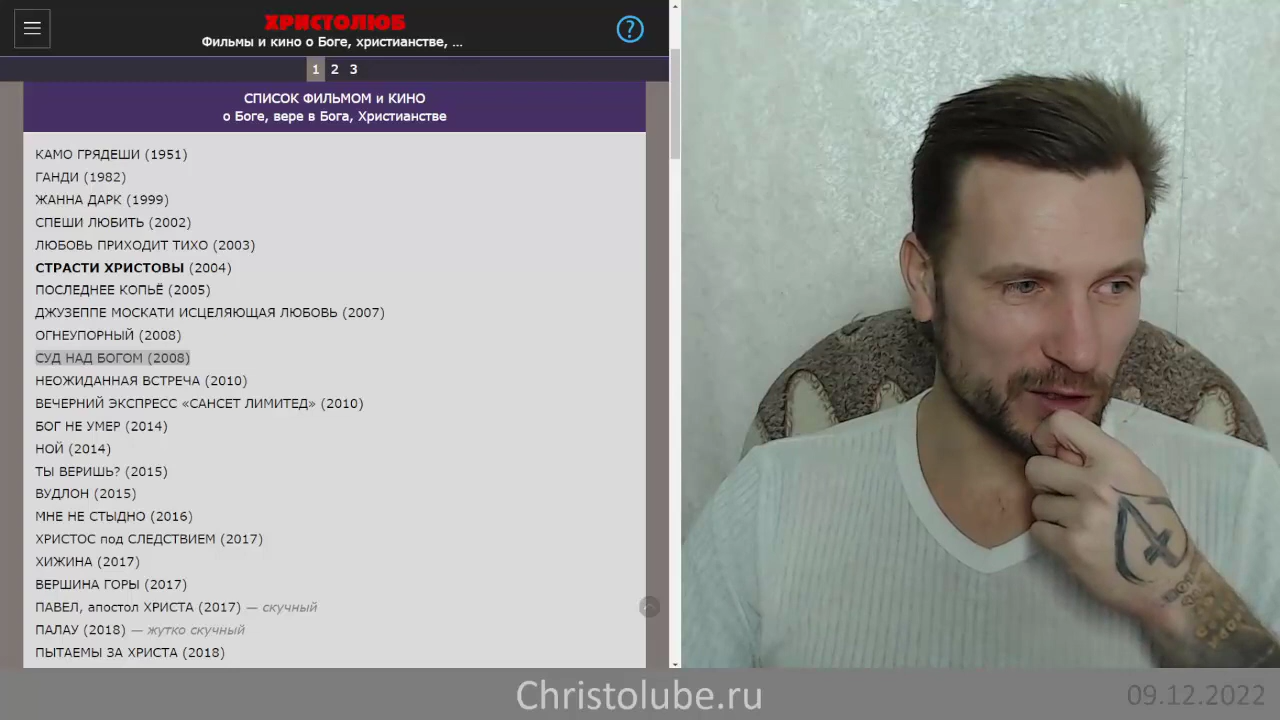 ХРИСТОЛЮБ
Фильмы и кино о Боге, христианстве, ...
?
1 2 3
СПИСОК ФИЛЬМОМ и КИНО
о Боге, вере в Бога, Христианстве
КАМО ГРЯДЕШИ (1951)
ГАНДИ (1982)
ЖАННА ДАРК (1999)
СПЕШИ ЛЮБИТЬ (2002)
ЛЮБОВЬ ПРИХОДИТ ТИХО (2003)
СТРАСТИ ХРИСТОВЫ (2004)
ПОСЛЕДНЕЕ КОПЬЁ (2005)
ДЖУЗЕППЕ МОСКАТИ ИСЦЕЛЯЮЩАЯ ЛЮБОВЬ (2007)
ОГНЕУПОРНЫЙ (2008)
СУД НАД БОГОМ (2008)
НЕОЖИДАННАЯ ВСТРЕЧА (2010)
ВЕЧЕРНИЙ ЭКСПРЕСС «САНСЕТ ЛИМИТЕД» (2010)
БОГ НЕ УМЕР (2014)
НОЙ (2014)
ТЫ ВЕРИШЬ? (2015)
ВУДЛОН (2015)
МНЕ НЕ СТЫДНО (2016)
ХРИСТОС под СЛЕДСТВИЕМ (2017)
ХИЖИНА (2017)
ВЕРШИНА ГОРЫ (2017)
ПАВЕЛ, апостол ХРИСТА (2017) — скучный
ПАЛАУ (2018) — жутко скучный
ПЫТАЕМЫ ЗА ХРИСТА (2018)
Christolube.ru
09.12.2022